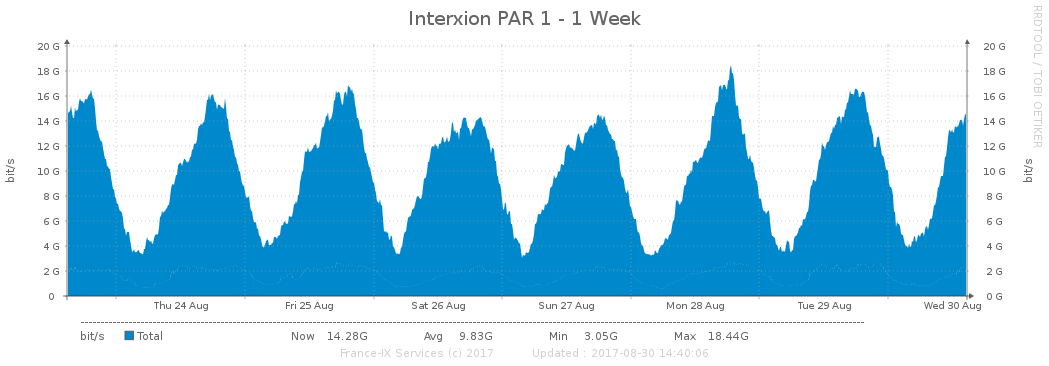 Interxion PAR 1 - 1 Week
RRDTOOL / TOBI OETIKER
20 G 20 G
18 G 18 G
16 G 16 G
14 G 14 G
12 G 12 G
10 G 10 G
8 G 8 G
6 G 6 G
4 G 4 G
2 G 2 G
0 0 G
bit/s bit/s
Thu 24 Aug Fri 25 Aug Sat 26 Aug Sun 27 Aug Mon 28 Aug Tue 29 Aug Wed 30 Aug
bit/s Total Now 14.28G Avg 9.83G Min 3.05G Max 18.44G
France-IX Services (c) 2017 Updated : 2017-08-30 14:40:06